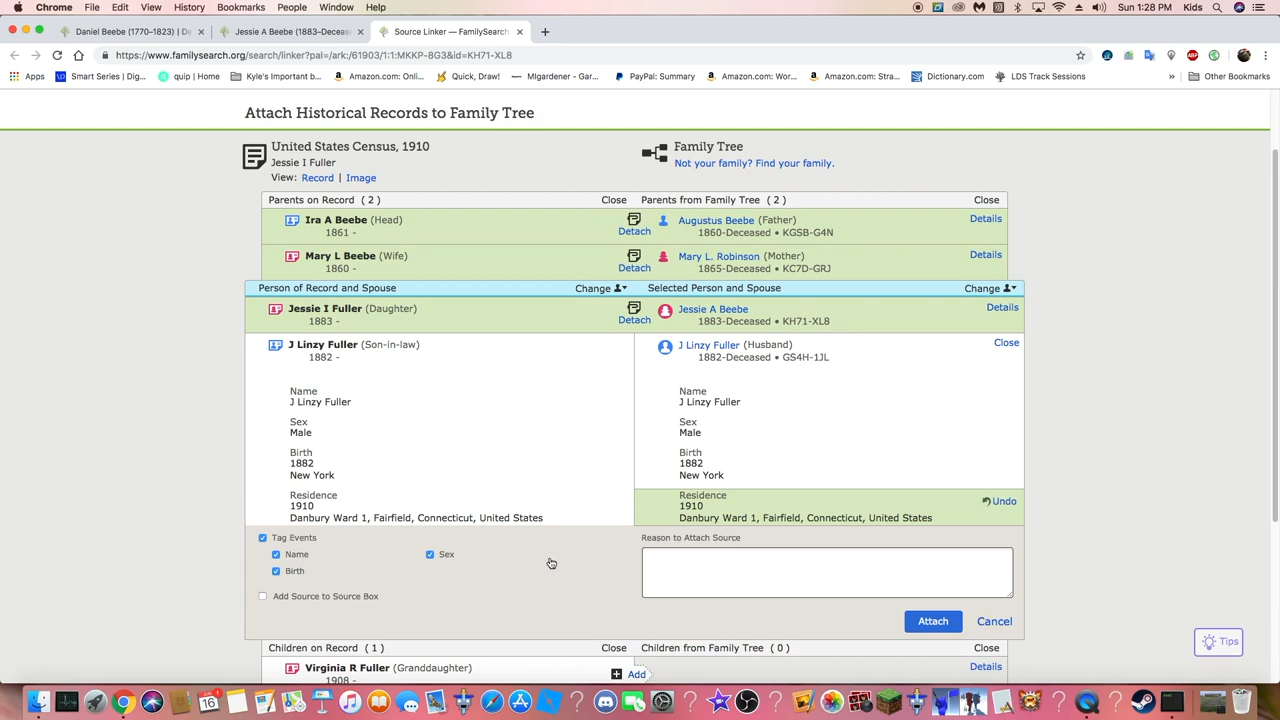 Chrome File Edit View History Bookmarks People Window Help Sun 1:28 PM Kids
Daniel Beebe (1770–1823) | De Jessie A Beebe (1883–Deceas Source Linker — FamilySearch
https://www.familysearch.org/search/linker?pal=/ark:/61903/1:1:MKKP-8G3&id=KH71-XL8
Apps Smart Series | Dig... quip | Home Kyle's Important b... Amazon.com: Onli... Quick, Draw! MIgardener - Gar... PayPal: Summary Amazon.com: Wor... Amazon.com: Stra... Dictionary.com LDS Track Sessions » Other Bookmarks
Attach Historical Records to Family Tree
United States Census, 1910 Family Tree
Jessie I Fuller Not your family? Find your family.
View: Record | Image
Parents on Record ( 2 ) Close Parents from Family Tree ( 2 ) Close
Ira A Beebe (Head) Augustus Beebe (Father) Details
1861 - Detach 1860-Deceased • KGSB-G4N
Mary L Beebe (Wife) Mary L. Robinson (Mother) Details
1860 - Detach 1865-Deceased • KC7D-GRJ
Person of Record and Spouse Change Selected Person and Spouse Change
Jessie I Fuller (Daughter) Jessie A Beebe Details
1883 - Detach 1883-Deceased • KH71-XL8
J Linzy Fuller (Son-in-law) J Linzy Fuller (Husband) Close
1882 - 1882-Deceased • GS4H-1JL
Name Name
J Linzy Fuller J Linzy Fuller
Sex Sex
Male Male
Birth Birth
1882 1882
New York New York
Residence Residence
1910 1910 Undo
Danbury Ward 1, Fairfield, Connecticut, United States Danbury Ward 1, Fairfield, Connecticut, United States
Tag Events Reason to Attach Source
Name Sex
Birth
Add Source to Source Box
Attach Cancel
Tips
Children on Record ( 1 ) Close Children from Family Tree ( 0 ) Close
Virginia R Fuller (Granddaughter) Add Details
1908 -